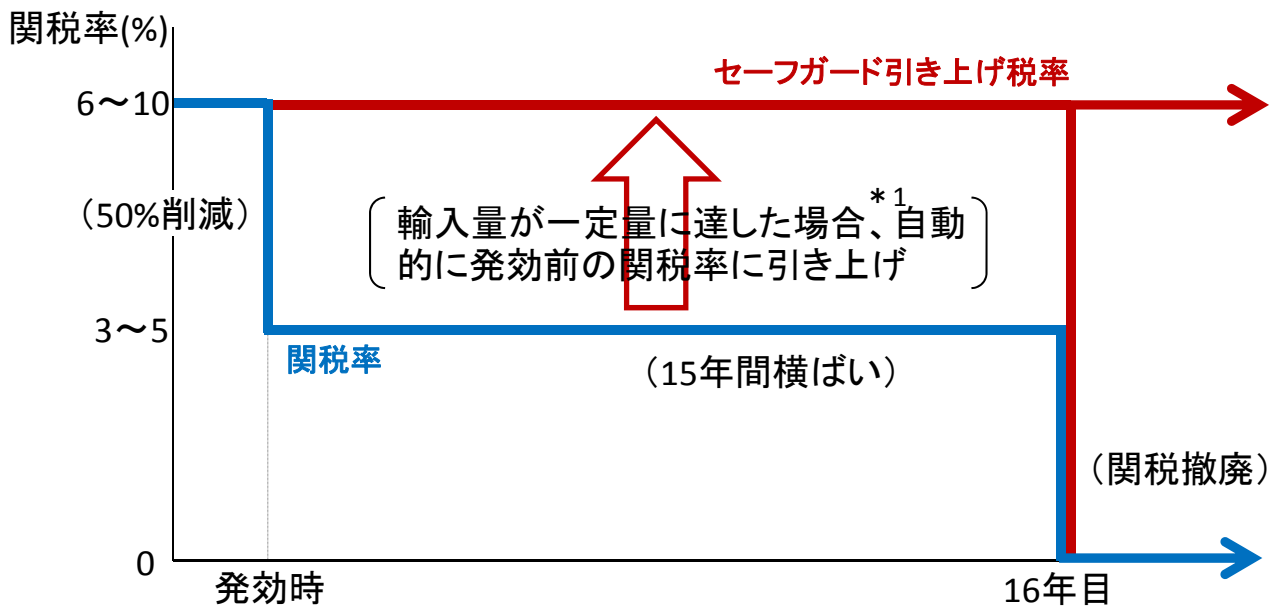 関税率(%)
セーフガード引き上げ税率
6～10
（50%削減）
輸入量が一定量に達した場合*1、自動
的に発効前の関税率に引き上げ
3～5
関税率
（15年間横ばい）
（関税撤廃）
0
発効時
16年目